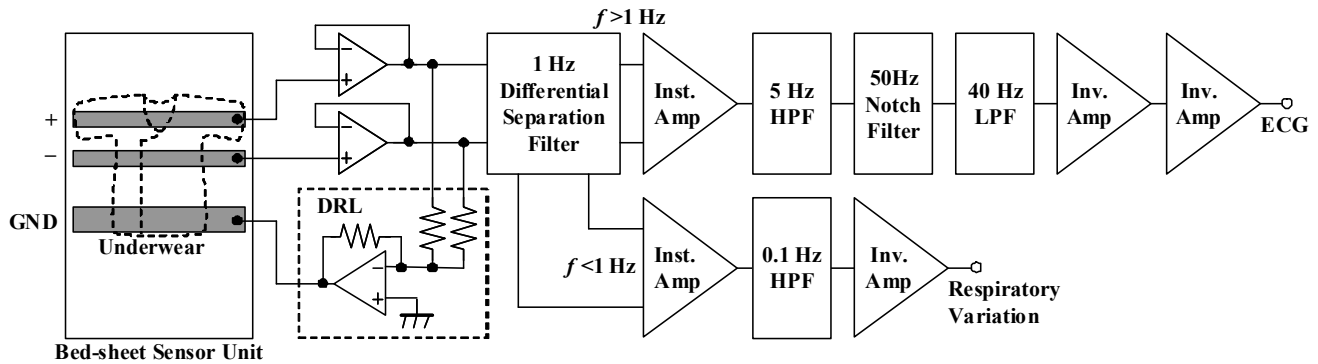 f >1 Hz
+
−
GND
Underwear
Bed-sheet Sensor Unit
−
+
−
+
DRL
−
+
1 Hz
Differential
Separation
Filter
Inst.
Amp
5 Hz
HPF
50Hz
Notch
Filter
40 Hz
LPF
Inv.
Amp
Inv.
Amp
ECG
f <1 Hz
Inst.
Amp
0.1 Hz
HPF
Inv.
Amp
Respiratory
Variation